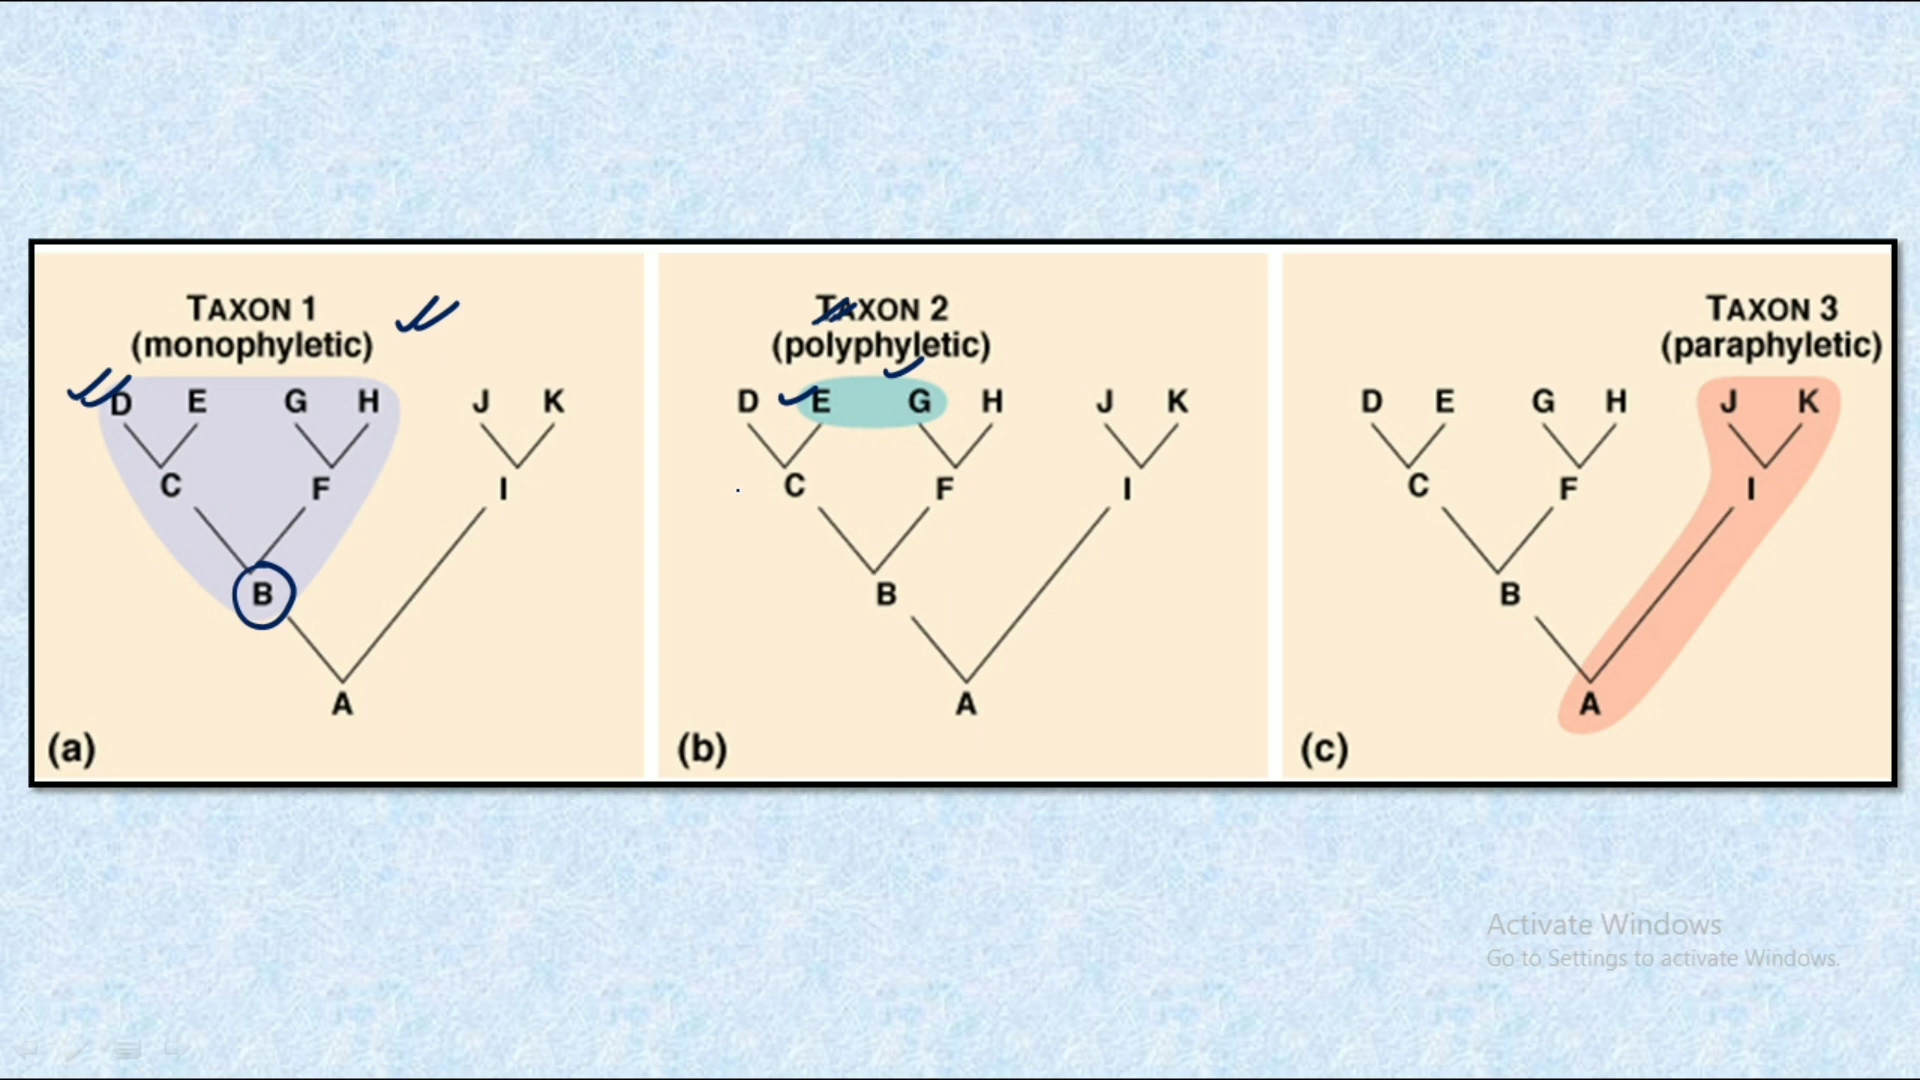 TAXON 1
(monophyletic)
D E G H J K
C F I
B
A
(a)
TAXON 2
(polyphyletic)
D E G H J K
C F I
B
A
(b)
TAXON 3
(paraphyletic)
D E G H J K
C F I
B
A
(c)
Activate Windows
Go to Settings to activate Windows.